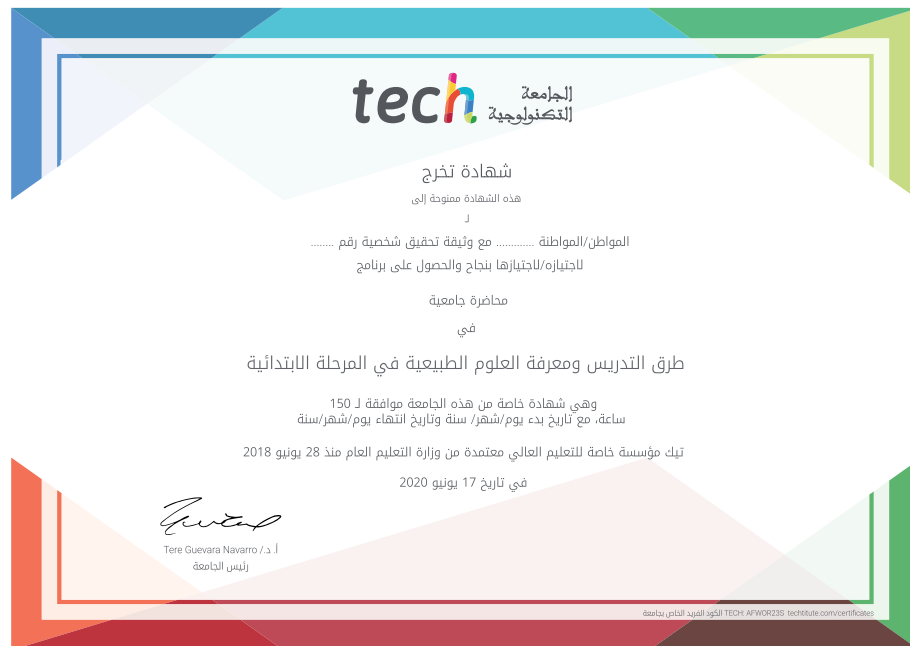 tech
الجامعة
التكنولوجية
شهادة تخرج
هذه الشهادة ممنوحة إلى
لـ
المواطن/المواطنة ............. مع وثيقة تحقيق شخصية رقم ........
لاجتيازه/لاجتيازها بنجاح والحصول على برنامج
محاضرة جامعية
في
طرق التدريس ومعرفة العلوم الطبيعية في المرحلة الابتدائية
وهي شهادة خاصة من هذه الجامعة موافقة لـ 150
ساعة، مع تاريخ بدء يوم/شهر/ سنة وتاريخ انتهاء يوم/شهر/سنة
تيك مؤسسة خاصة للتعليم العالي معتمدة من وزارة التعليم العام منذ 28 يونيو 2018
في تاريخ 17 يونيو 2020
أ. د./ Tere Guevara Navarro
رئيس الجامعة
الكود الفريد الخاص بجامعة TECH: AFWOR23S techtitute.com/certificates